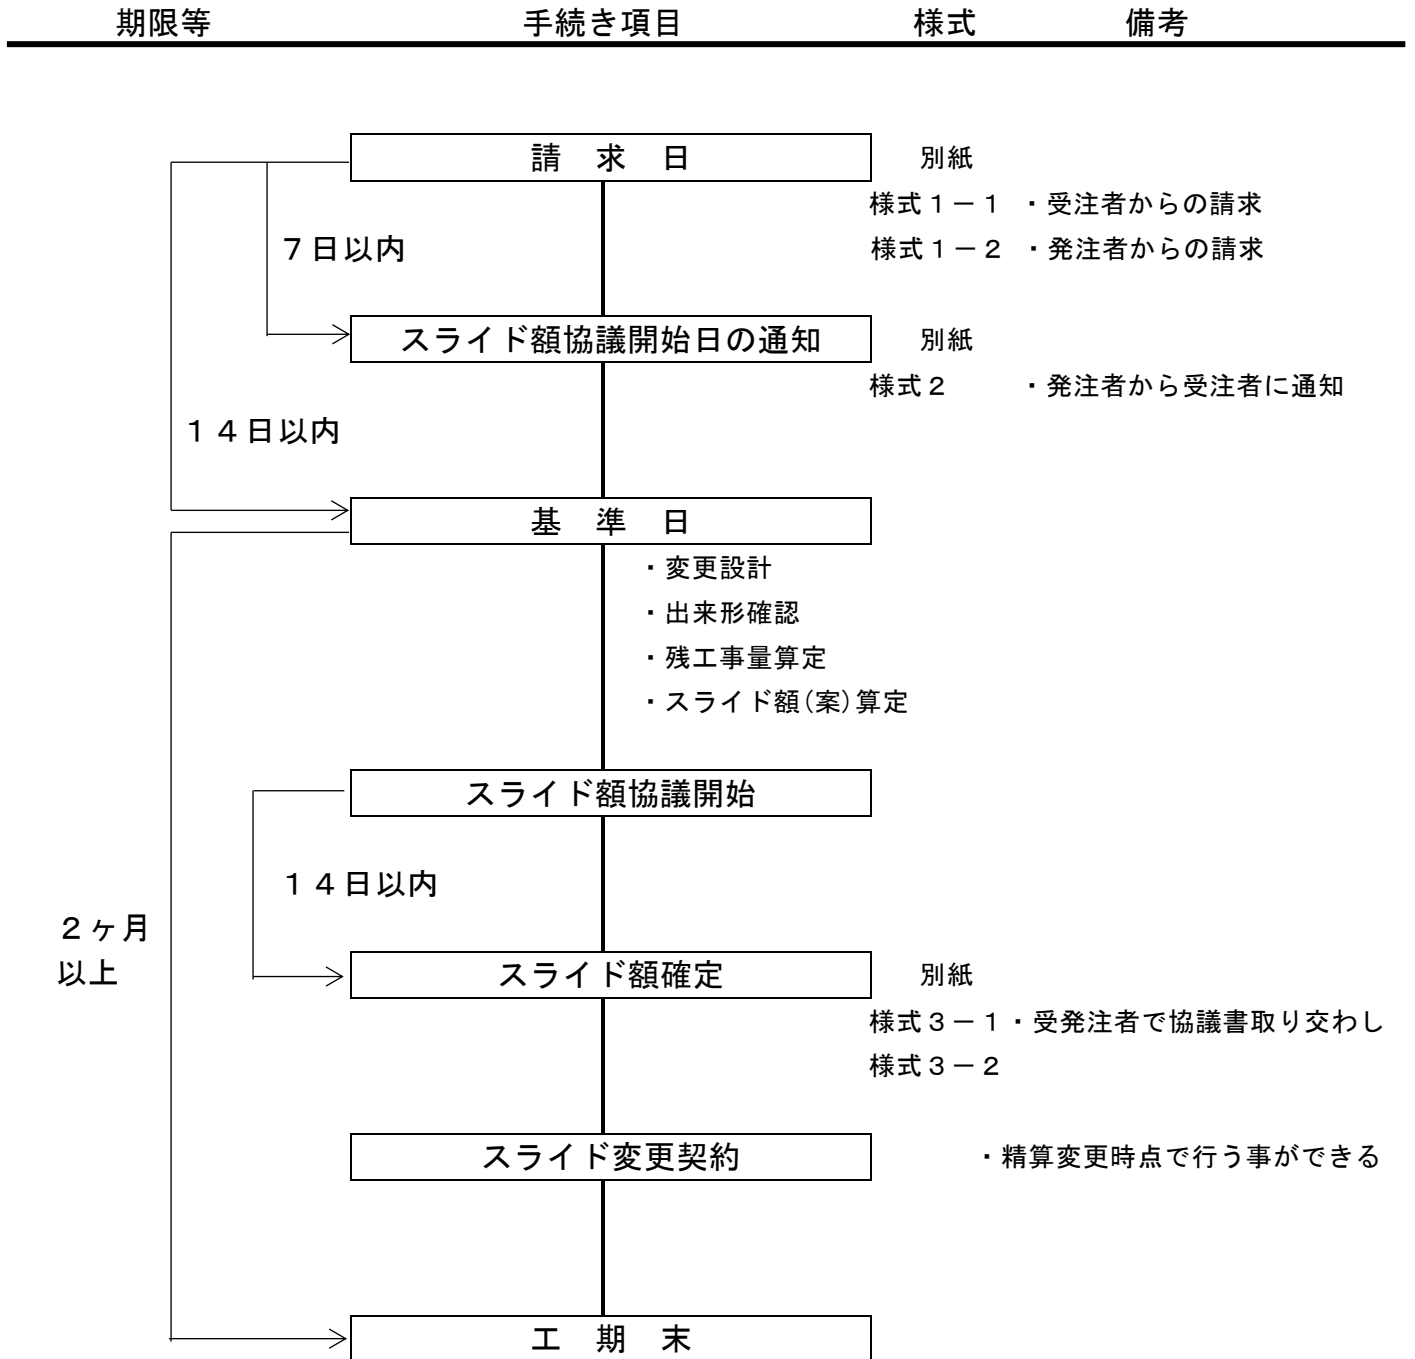 期限等 手続き項目 様式 備考
請 求 日 別紙
様式1-1 ・受注者からの請求
7日以内 様式1-2 ・発注者からの請求
スライド額協議開始日の通知 別紙
様式2 ・発注者から受注者に通知
14日以内
基 準 日
・変更設計
・出来形確認
・残工事量算定
・スライド額(案)算定
スライド額協議開始
14日以内
2ヶ月
以上
スライド額確定 別紙
様式3-1・受発注者で協議書取り交わし
様式3-2
スライド変更契約 ・精算変更時点で行う事ができる
工 期 末